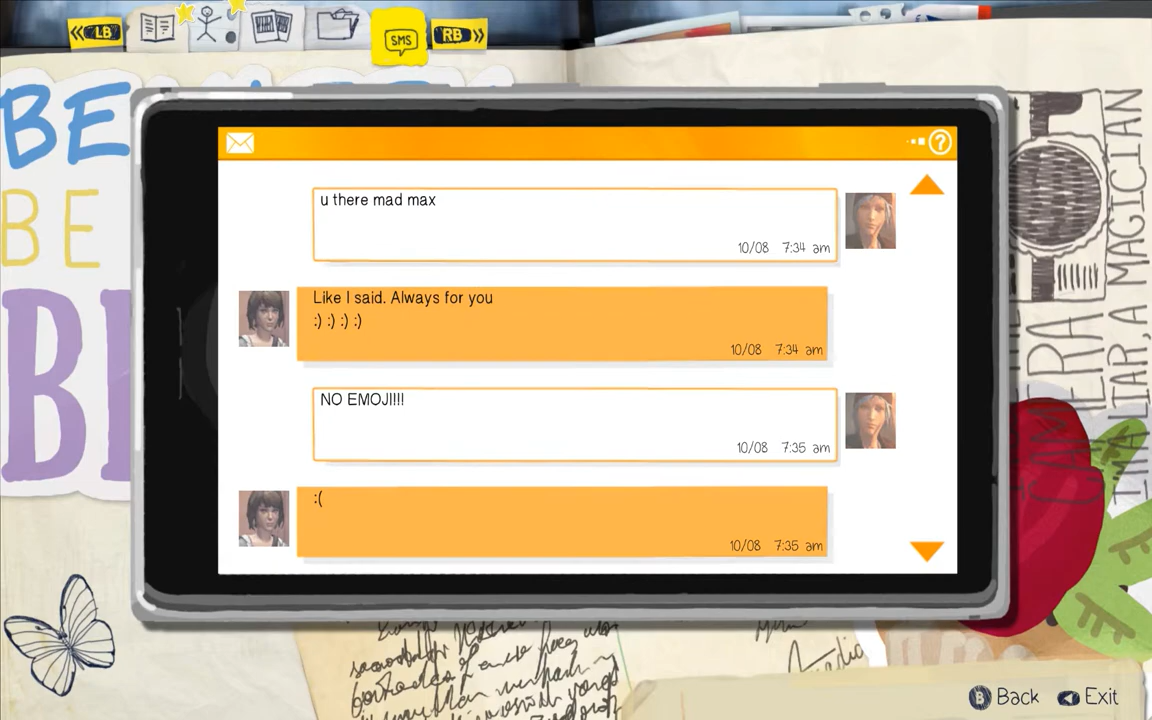 LB
SMS
RB
BE
BE
u there mad max
10/08 7:34 am
Like I said. Always for you
:) :) :) :)
10/08 7:34 am
NO EMOJI!!!!
10/08 7:35 am
:(
10/08 7:35 am
CAMERA
I'M A LIAR, A MAGICIAN
B Back
Exit